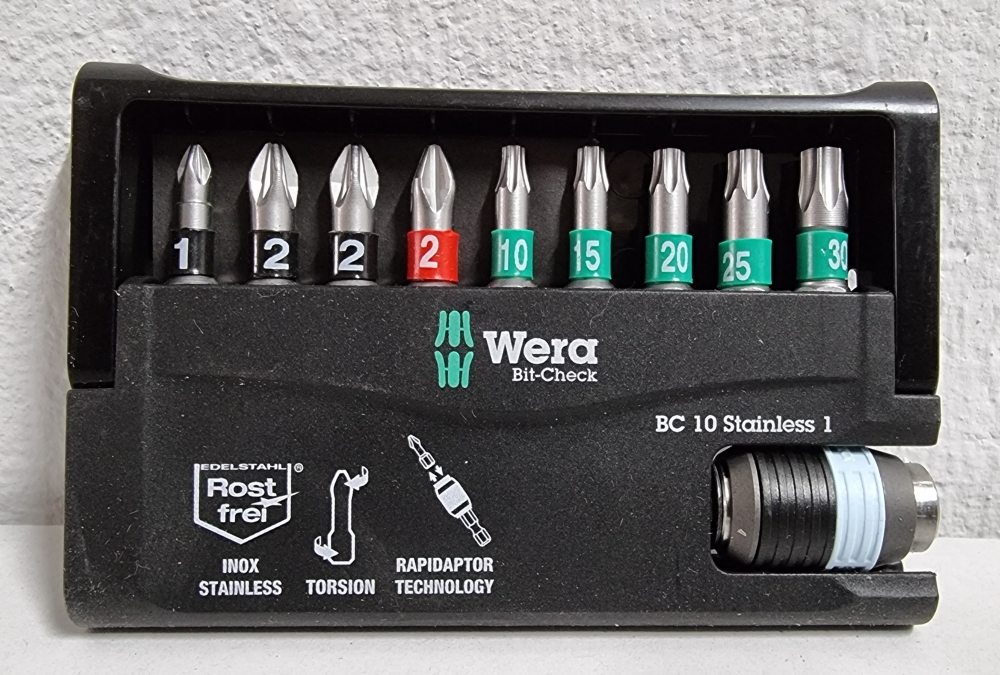 1 2 2 2 10 15 20 25 30
Wera
Bit-Check
BC 10 Stainless 1
EDELSTAHL ®
Rost
frei
INOX
STAINLESS
TORSION
RAPIDAPTOR
TECHNOLOGY